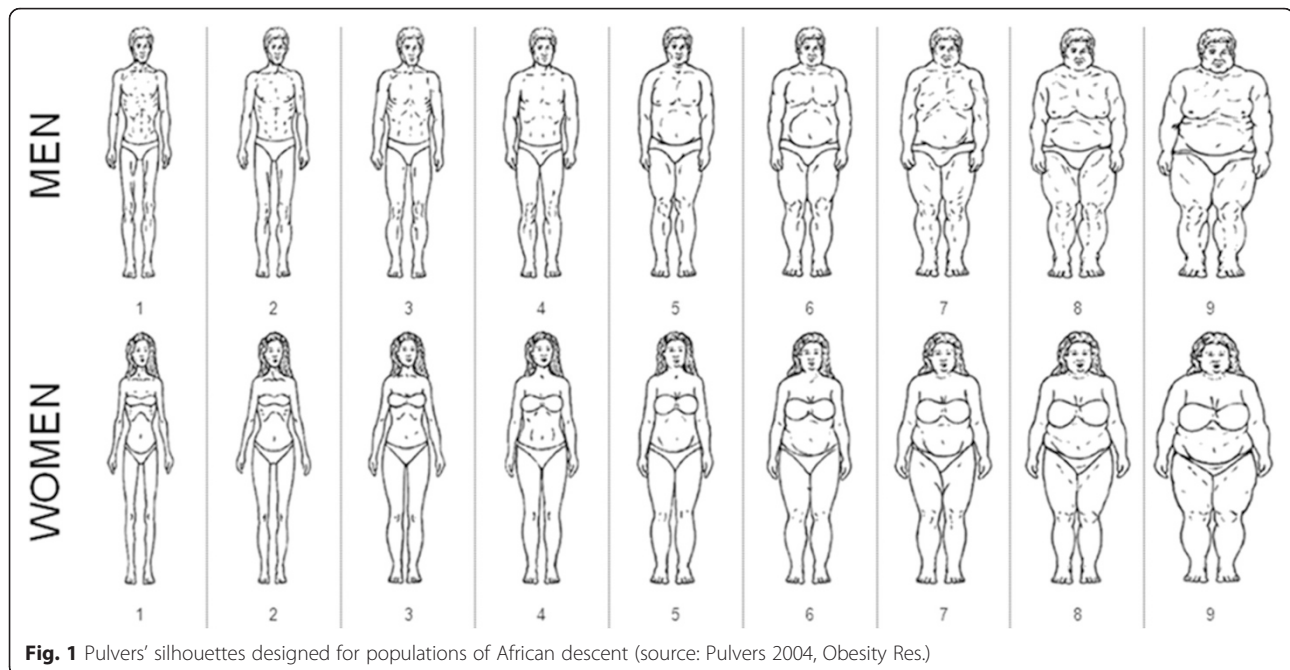 MEN
1 2 3 4 5 6 7 8 9
WOMEN
1 2 3 4 5 6 7 8 9
Fig. 1 Pulvers' silhouettes designed for populations of African descent (source: Pulvers 2004, Obesity Res.)